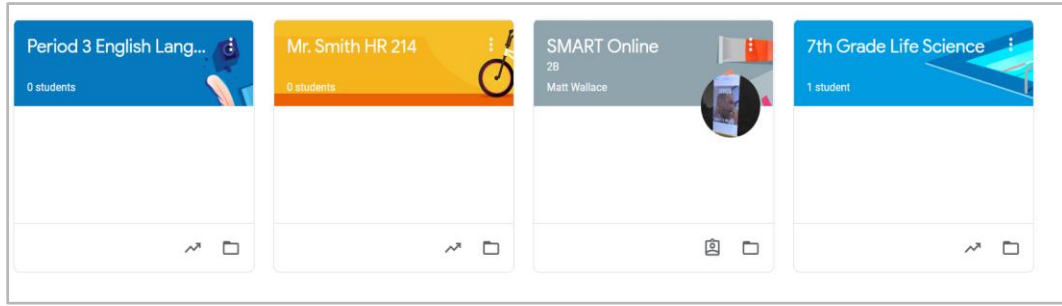 Period 3 English Lang...
0 students
Mr. Smith HR 214
0 students
SMART Online
2B
Matt Wallace
7th Grade Life Science
1 student